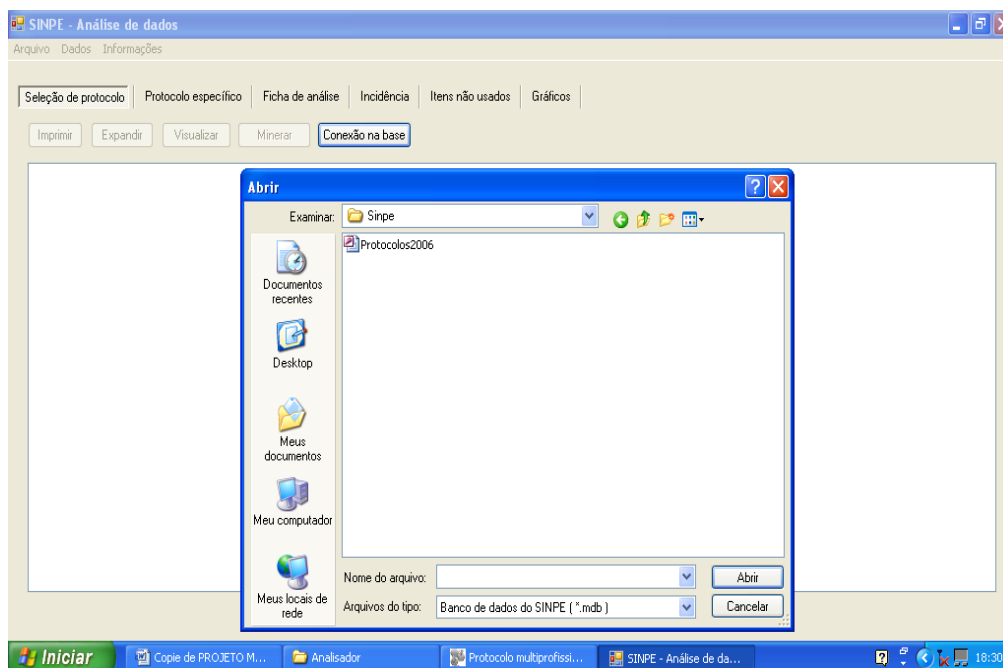 SINPE - Análise de dados
Arquivo Dados Informações
Seleção de protocolo Protocolo específico Ficha de análise Incidência Itens não usados Gráficos
Imprimir Expandir Visualizar Minerar Conexão na base
Abrir
Examinar: Sinpe
Protocolos2006
Documentos
recentes
Desktop
Meus
documentos
Meu computador
Meus locais de
rede
Nome do arquivo: Abrir
Arquivos do tipo: Banco de dados do SINPE ( *.mdb ) Cancelar
Iniciar Copie de PROJETO M... Analisador Protocolo multiprofissi... SINPE - Análise de da... 18:30